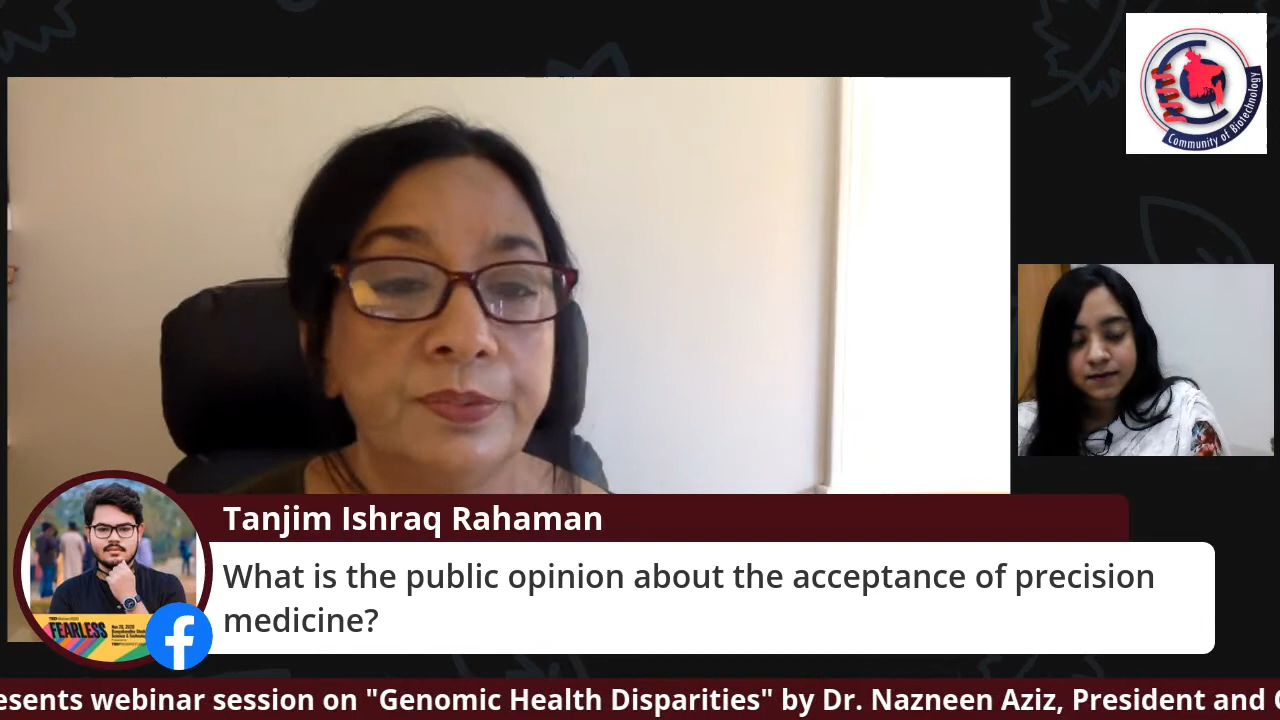 Community of Biotechnology
Tanjim Ishraq Rahaman
What is the public opinion about the acceptance of precision
medicine?
FEARLESS
esents webinar session on "Genomic Health Disparities" by Dr. Nazneen Aziz, President and